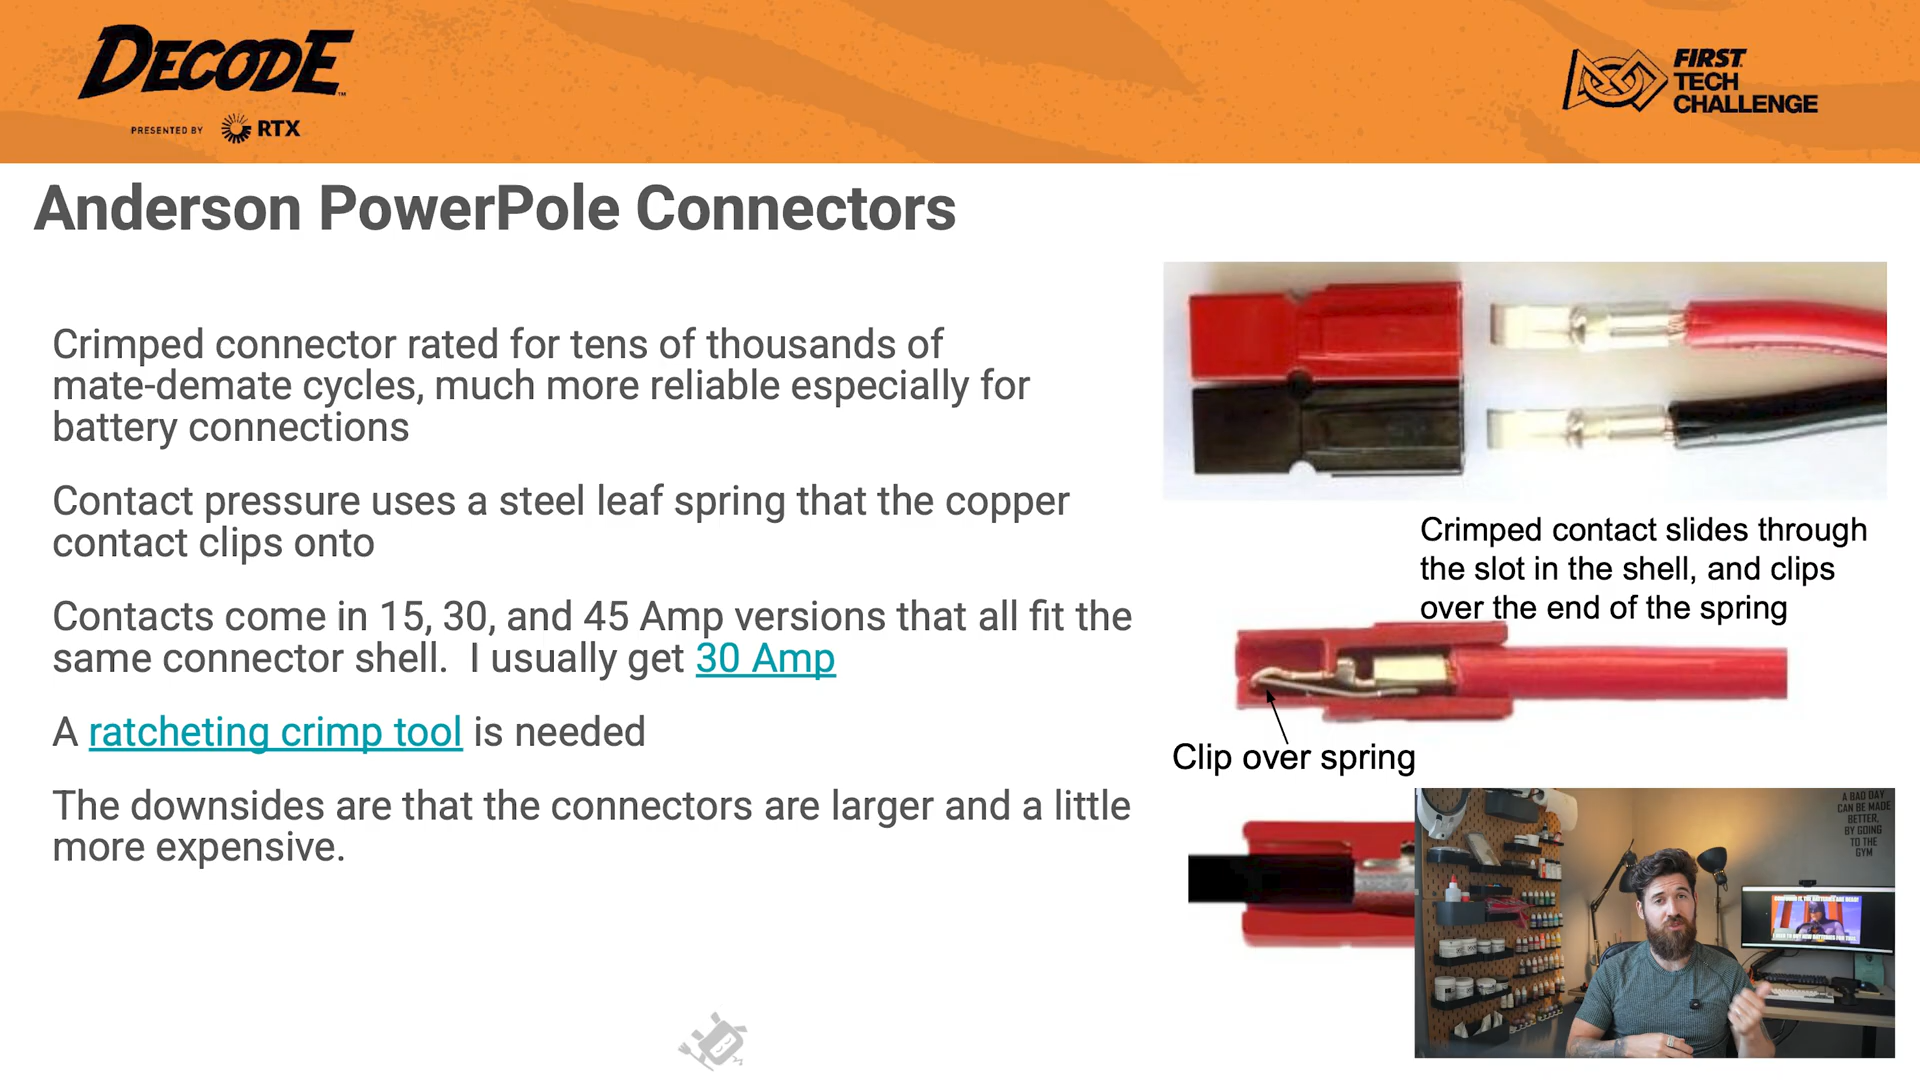 DECODE
PRESENTED BY RTX
FIRST
TECH
CHALLENGE
Anderson PowerPole Connectors
Crimped connector rated for tens of thousands of
mate-demate cycles, much more reliable especially for
battery connections
Contact pressure uses a steel leaf spring that the copper
contact clips onto
Contacts come in 15, 30, and 45 Amp versions that all fit the
same connector shell. I usually get 30 Amp
A ratcheting crimp tool is needed
The downsides are that the connectors are larger and a little
more expensive.
Crimped contact slides through
the slot in the shell, and clips
over the end of the spring
Clip over spring
A BAD DAY
CAN BE MADE
BETTER,
BY GOING
TO THE
GYM